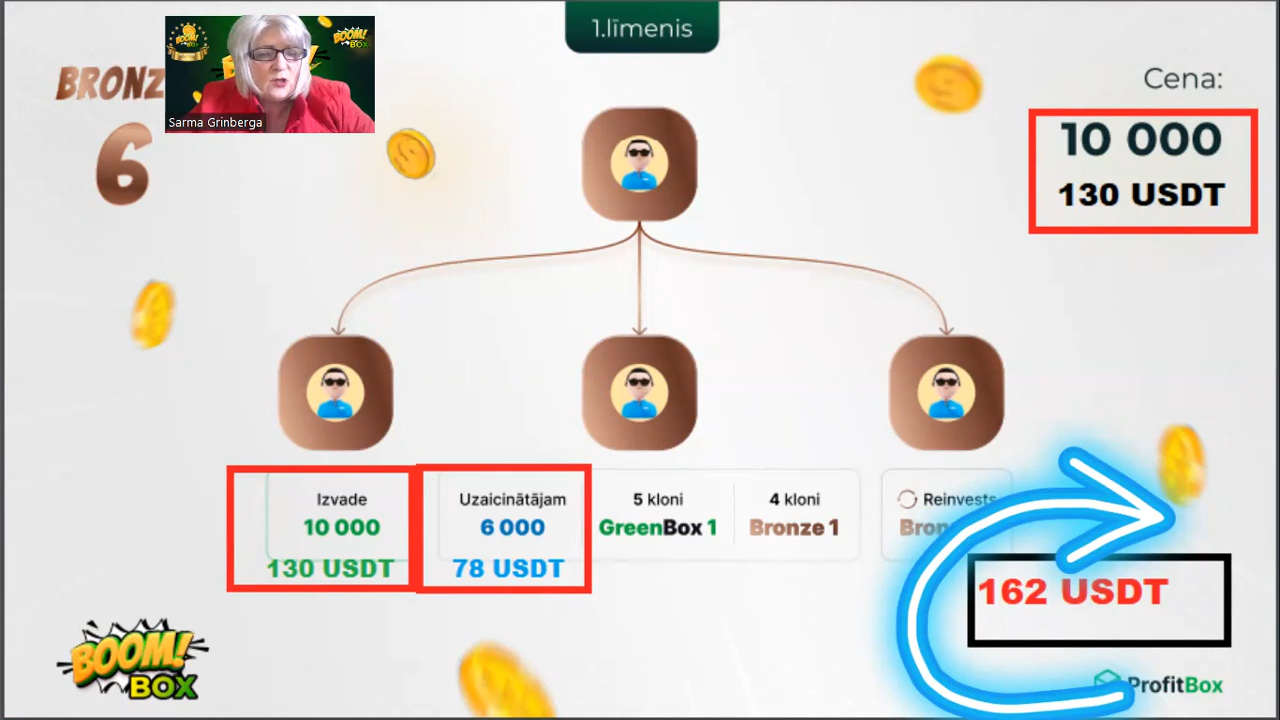 1.līmenis
BRONZ
6
BOOM!
BOX
Sarma Grinberga
Cena:
10 000
130 USDT
Izvade
10 000
130 USDT
Uzaicinātājam
6 000
78 USDT
5 kloni
GreenBox 1
4 kloni
Bronze 1
Reinvests
Bron
162 USDT
BOOM!
BOX
ProfitBox